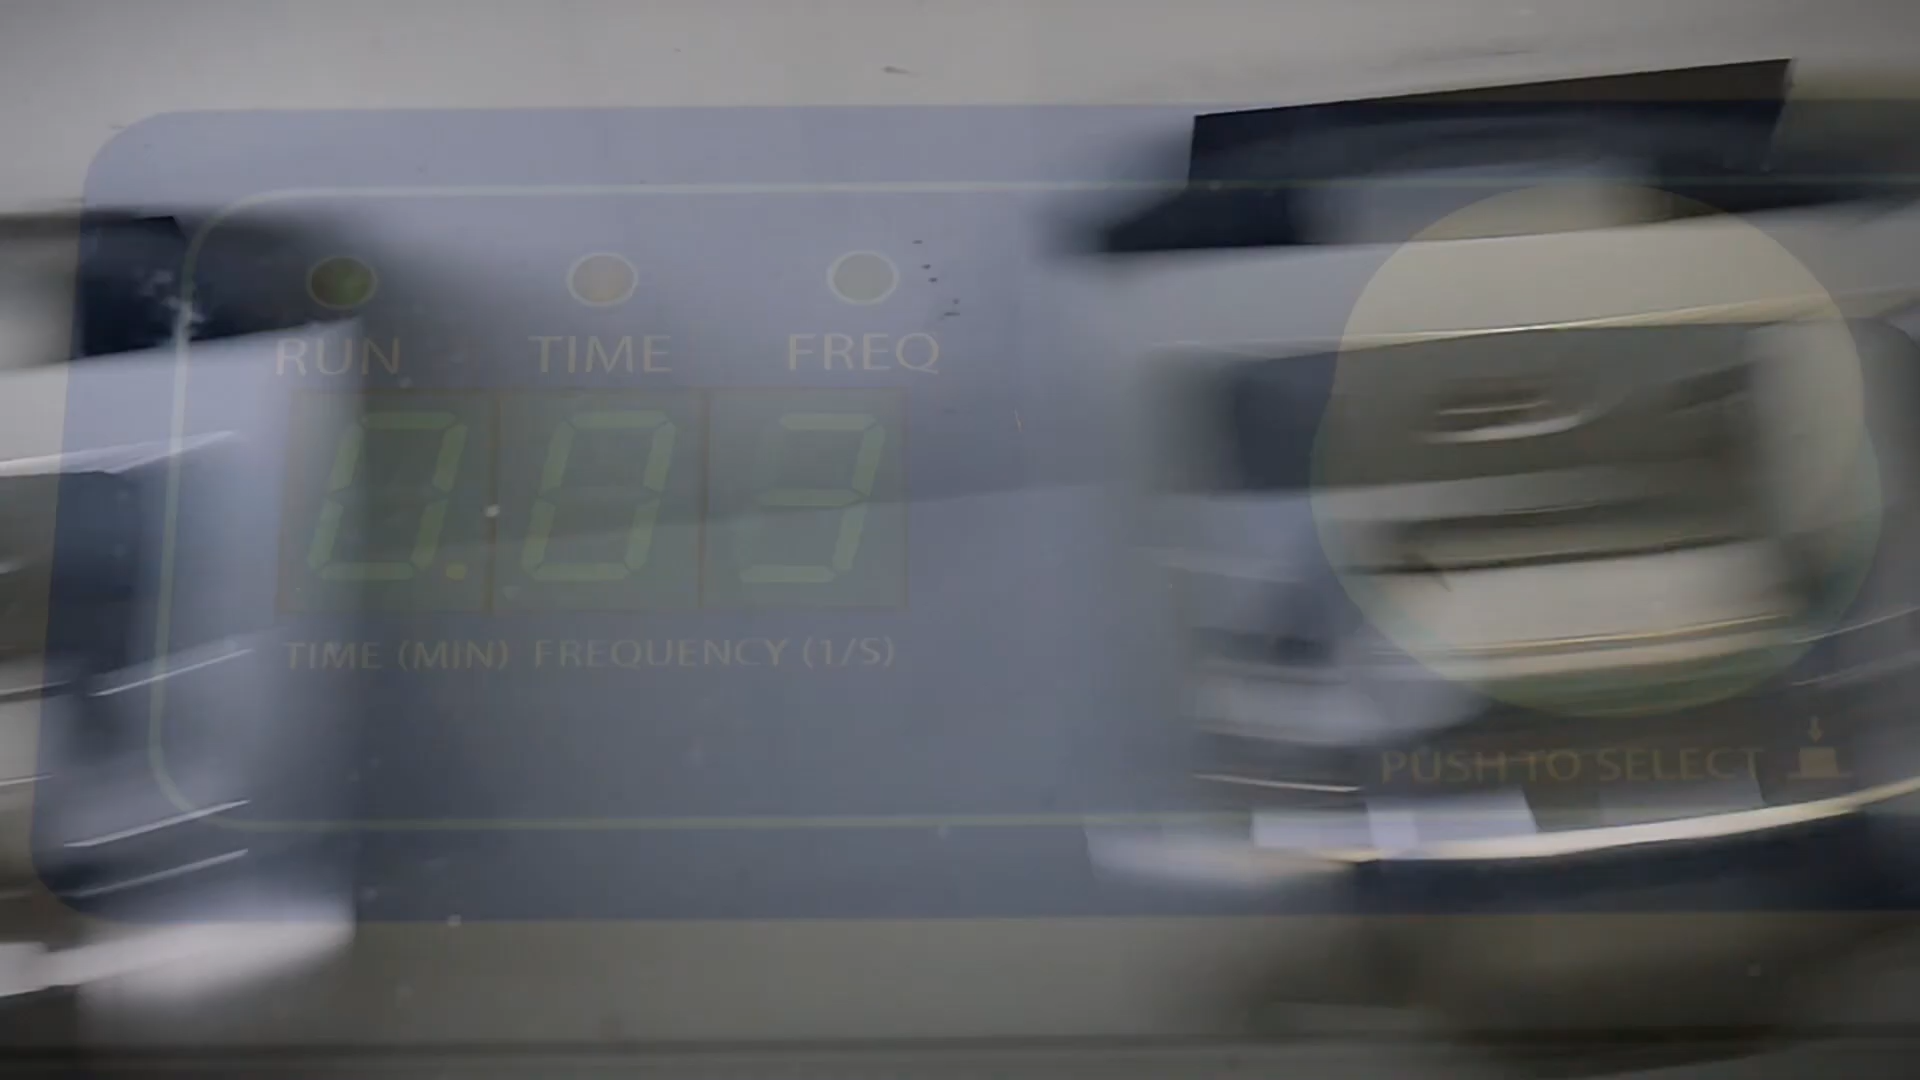 RUN TIME FREQ
0.03
TIME (MIN) FREQUENCY (1/S)
PUSH TO SELECT